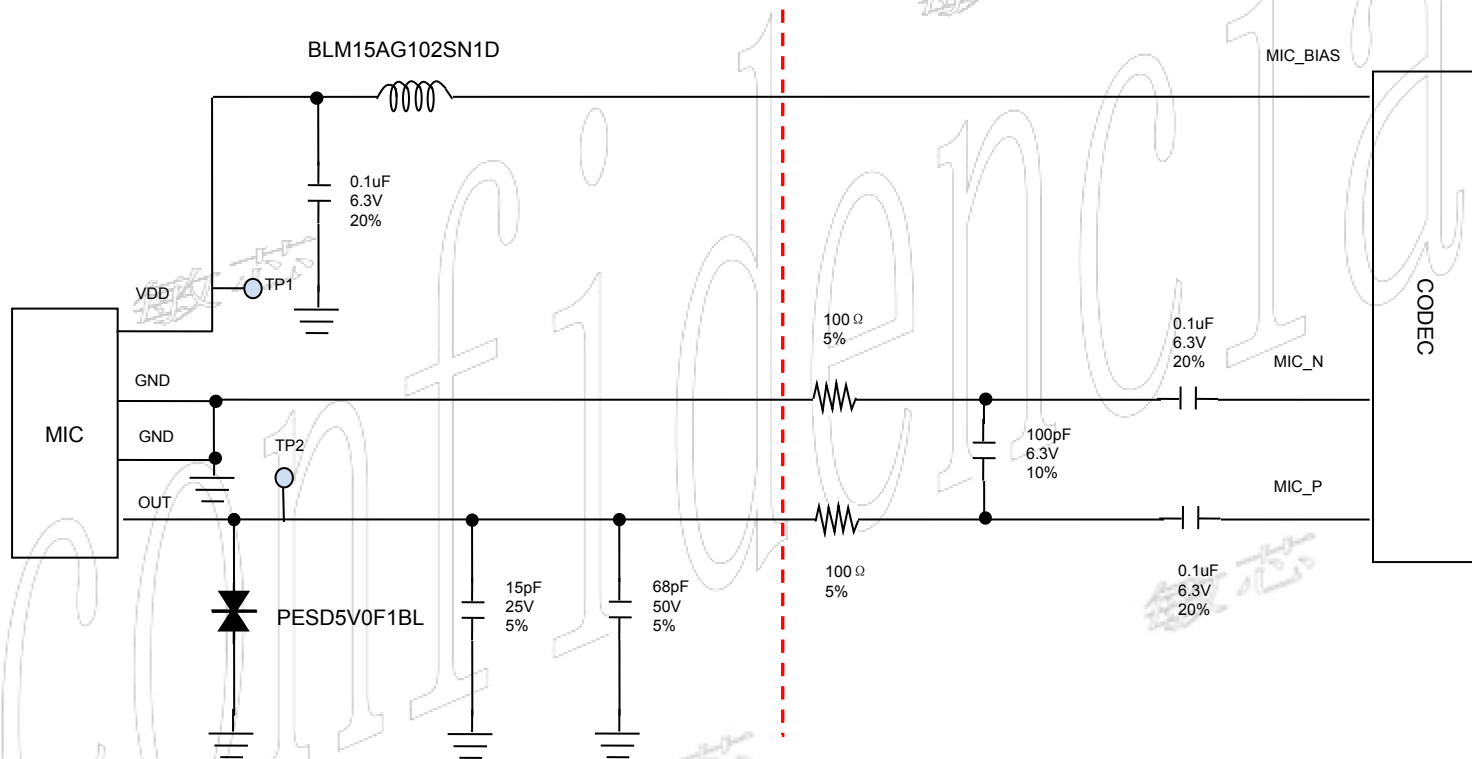 BLM15AG102SN1D
MIC_BIAS
0.1uF
6.3V
20%
VDD
TP1
CODEC
100Ω
5%
0.1uF
6.3V
20%
MIC_N
GND
MIC
GND
TP2
100pF
6.3V
10%
MIC_P
OUT
PESD5V0F1BL
15pF
25V
5%
68pF
50V
5%
100Ω
5%
0.1uF
6.3V
20%
confidencia